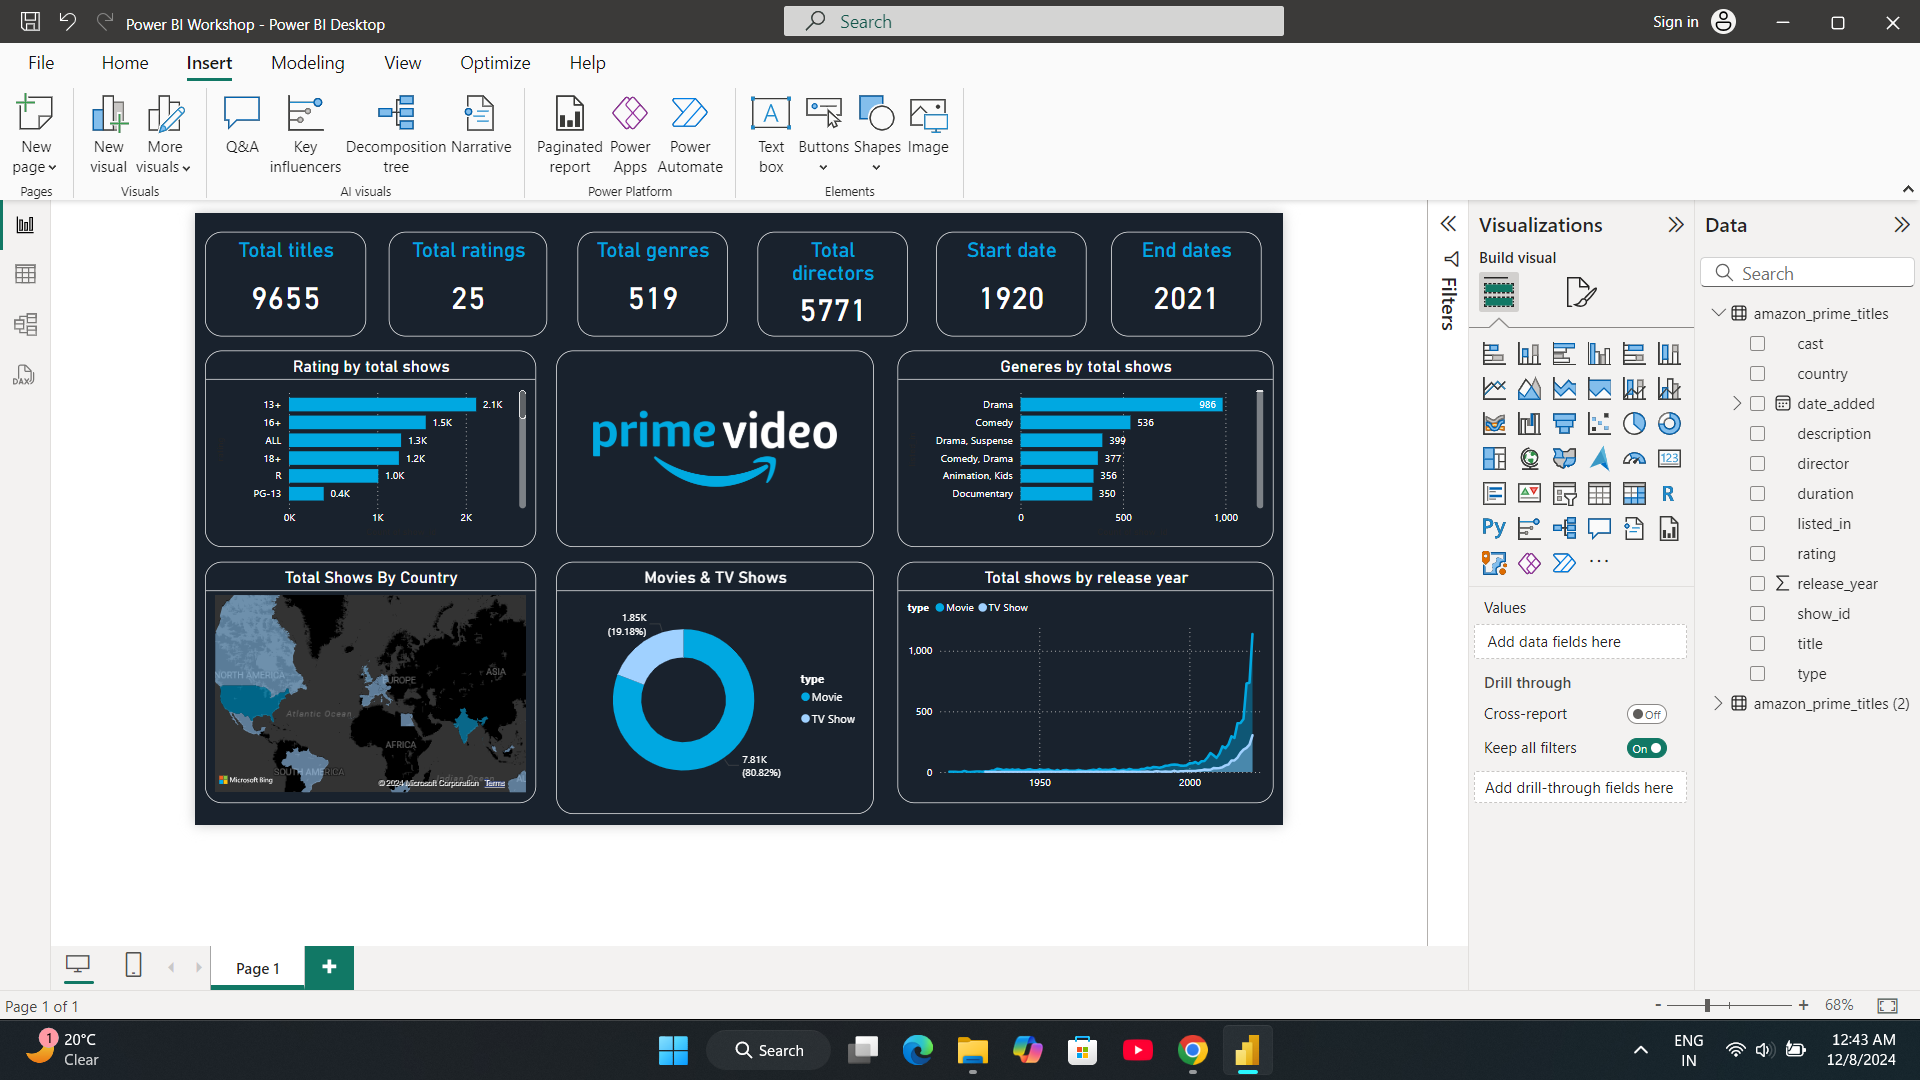 Power BI Workshop - Power BI Desktop
Search
Sign in
File
Home
Insert
Modeling
View
Optimize
Help
New page
New visual
More visuals
Q&A
Key influencers
Decomposition tree
Narrative
Paginated report
Power Apps
Power Automate
Text box
Buttons
Shapes
Image
Pages
Visuals
AI visuals
Power Platform
Elements
Total titles
9655
Total ratings
25
Total genres
519
Total directors
5771
Start date
1920
End dates
2021
Rating by total shows
13+
2.1K
16+
1.5K
ALL
1.3K
18+
1.2K
R
1.0K
PG-13
0.4K
0K
1K
2K
prime video
Generes by total shows
Drama
986
Comedy
536
Drama, Suspense
399
Comedy, Drama
377
Animation, Kids
356
Documentary
350
0
500
1,000
Total Shows By Country
NORTH AMERICA
EUROPE
ASIA
Atlantic Ocean
AFRICA
SOUTH AMERICA
Indian Ocean
Microsoft Bing
© 2024 Microsoft Corporation
Terms
Movies & TV Shows
1.85K
(19.18%)
type
Movie
TV Show
7.81K
(80.82%)
Total shows by release year
type
Movie
TV Show
1,000
500
0
1950
2000
Filters
Visualizations
Build visual
123
R
Py
Values
Add data fields here
Drill through
Cross-report
Off
Keep all filters
On
Add drill-through fields here
Data
Search
amazon_prime_titles
cast
country
date_added
description
director
duration
listed_in
rating
release_year
show_id
title
type
amazon_prime_titles (2)
DAX
Page 1
Page 1 of 1
68%
1
20°C
Clear
Search
ENG
IN
12:43 AM
12/8/2024